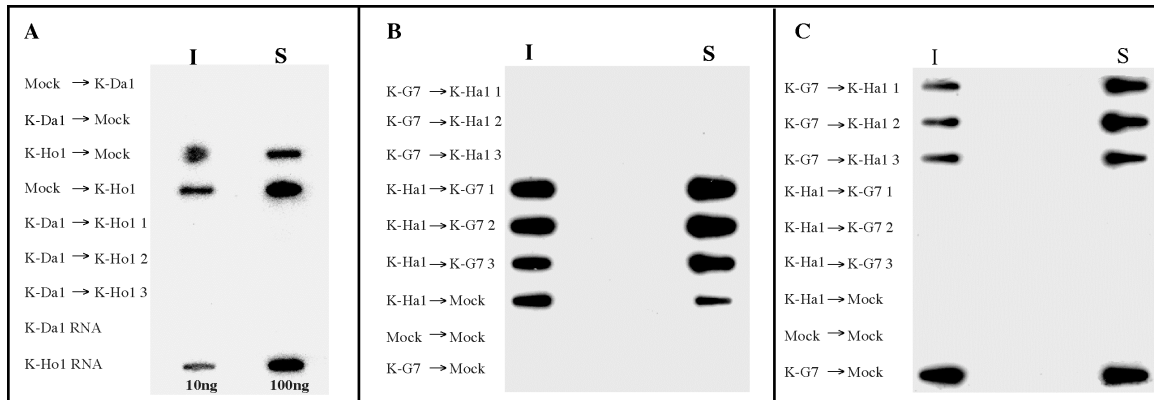 A
I S
Mock → K-Da1
K-Da1 → Mock
K-Ho1 → Mock
Mock → K-Ho1
K-Da1 → K-Ho1 1
K-Da1 → K-Ho1 2
K-Da1 → K-Ho1 3
K-Da1 RNA
K-Ho1 RNA
10ng 100ng
B
I S
K-G7 → K-Ha1 1
K-G7 → K-Ha1 2
K-G7 → K-Ha1 3
K-Ha1 → K-G7 1
K-Ha1 → K-G7 2
K-Ha1 → K-G7 3
K-Ha1 → Mock
Mock → Mock
K-G7 → Mock
C
I S
K-G7 → K-Ha1 1
K-G7 → K-Ha1 2
K-G7 → K-Ha1 3
K-Ha1 → K-G7 1
K-Ha1 → K-G7 2
K-Ha1 → K-G7 3
K-Ha1 → Mock
Mock → Mock
K-G7 → Mock